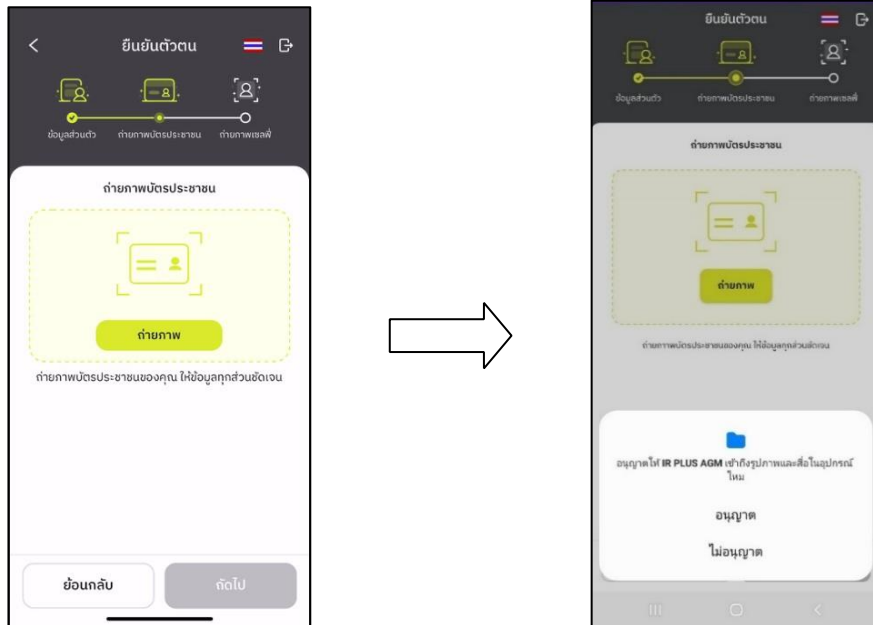 ยืนยันตัวตน
ข้อมูลส่วนตัว
ถ่ายภาพบัตรประชาชน
ถ่ายภาพเซลฟี่
ถ่ายภาพบัตรประชาชน
ถ่ายภาพ
ถ่ายภาพบัตรประชาชนของคุณ ให้ข้อมูลทุกส่วนชัดเจน
ย้อนกลับ
ถัดไป
ยืนยันตัวตน
ข้อมูลส่วนตัว
ถ่ายภาพบัตรประชาชน
ถ่ายภาพเซลฟี่
ถ่ายภาพบัตรประชาชน
ถ่ายภาพ
ถ่ายภาพบัตรประชาชนของคุณ ให้ข้อมูลทุกส่วนชัดเจน
อนุญาตให้ IR PLUS AGM เข้าถึงรูปภาพและสื่อในอุปกรณ์
ไหม
อนุญาต
ไม่อนุญาต